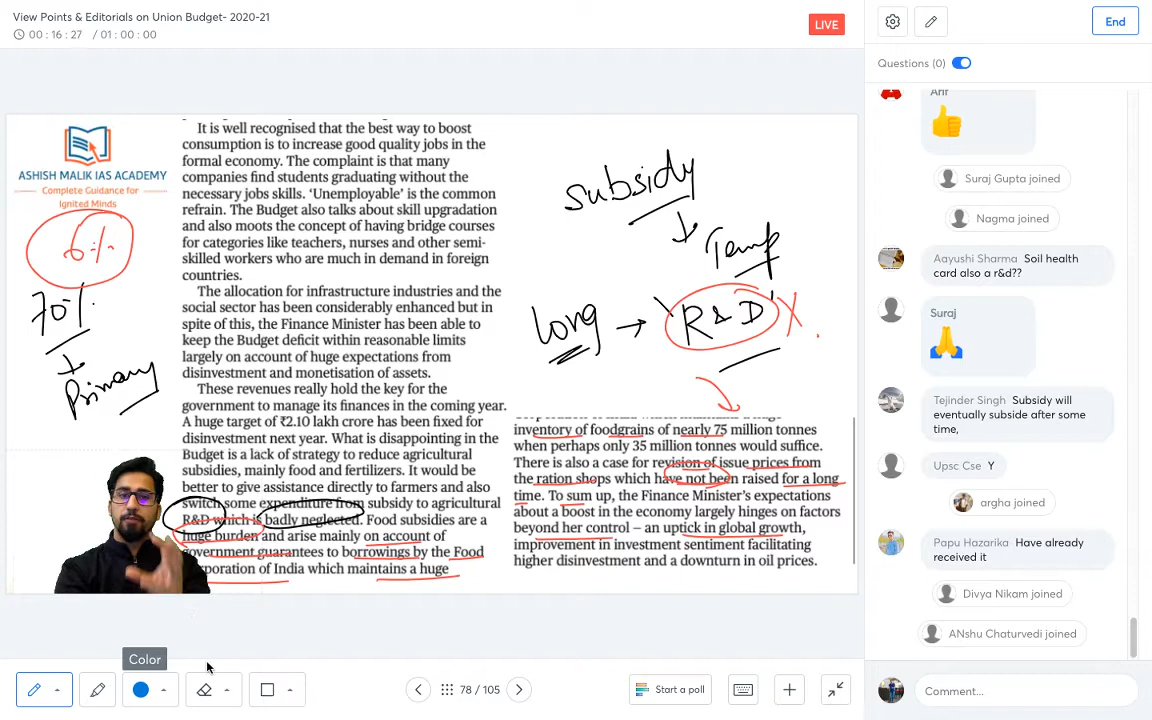 View Points & Editorials on Union Budget- 2020-21
00 : 16 : 27 / 01 : 00 : 00
LIVE
End
Questions (0)
ASHISH MALIK IAS ACADEMY
Complete Guidance for
Ignited Minds
6%
70%
Primary
It is well recognised that the best way to boost
consumption is to increase good quality jobs in the
formal economy. The complaint is that many
companies find students graduating without the
necessary jobs skills. ‘Unemployable’ is the common
refrain. The Budget also talks about skill upgradation
and also moots the concept of having bridge courses
for categories like teachers, nurses and other semi-
skilled workers who are much in demand in foreign
countries.
The allocation for infrastructure industries and the
social sector has been considerably enhanced but in
spite of this, the Finance Minister has been able to
keep the Budget deficit within reasonable limits
largely on account of huge expectations from
disinvestment and monetisation of assets.
These revenues really hold the key for the
government to manage its finances in the coming year.
A huge target of ₹2.10 lakh crore has been fixed for
disinvestment next year. What is disappointing in the
Budget is a lack of strategy to reduce agricultural
subsidies, mainly food and fertilizers. It would be
better to give assistance directly to farmers and also
switch some expenditure from subsidy to agricultural
R&D which is badly neglected. Food subsidies are a
huge burden and arise mainly on account of
government guarantees to borrowings by the Food
rporation of India which maintains a huge
subsidy
Temp
long → 'R&D' X
inventory of foodgrains of nearly 75 million tonnes
when perhaps only 35 million tonnes would suffice.
There is also a case for revision of issue prices from
the ration shops which have not been raised for a long
time. To sum up, the Finance Minister’s expectations
about a boost in the economy largely hinges on factors
beyond her control – an uptick in global growth,
improvement in investment sentiment facilitating
higher disinvestment and a downturn in oil prices.
Suraj Gupta joined
Nagma joined
Aayushi Sharma Soil health
card also a r&d??
Suraj
Tejinder Singh Subsidy will
eventually subside after some
time,
Upsc Cse Y
argha joined
Papu Hazarika Have already
received it
Divya Nikam joined
ANshu Chaturvedi joined
Color
78 / 105
Start a poll
Comment...